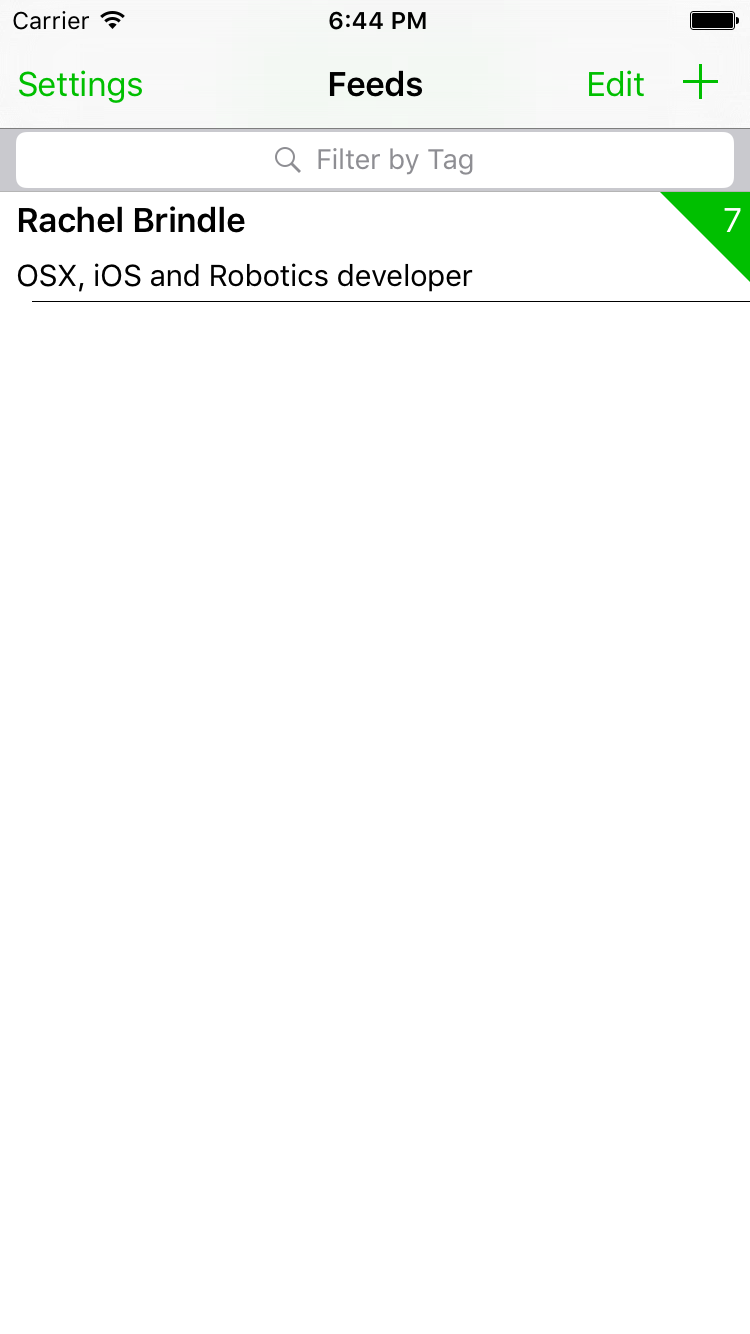 Carrier 6:44 PM
Settings Feeds Edit
Filter by Tag
Rachel Brindle 7
OSX, iOS and Robotics developer